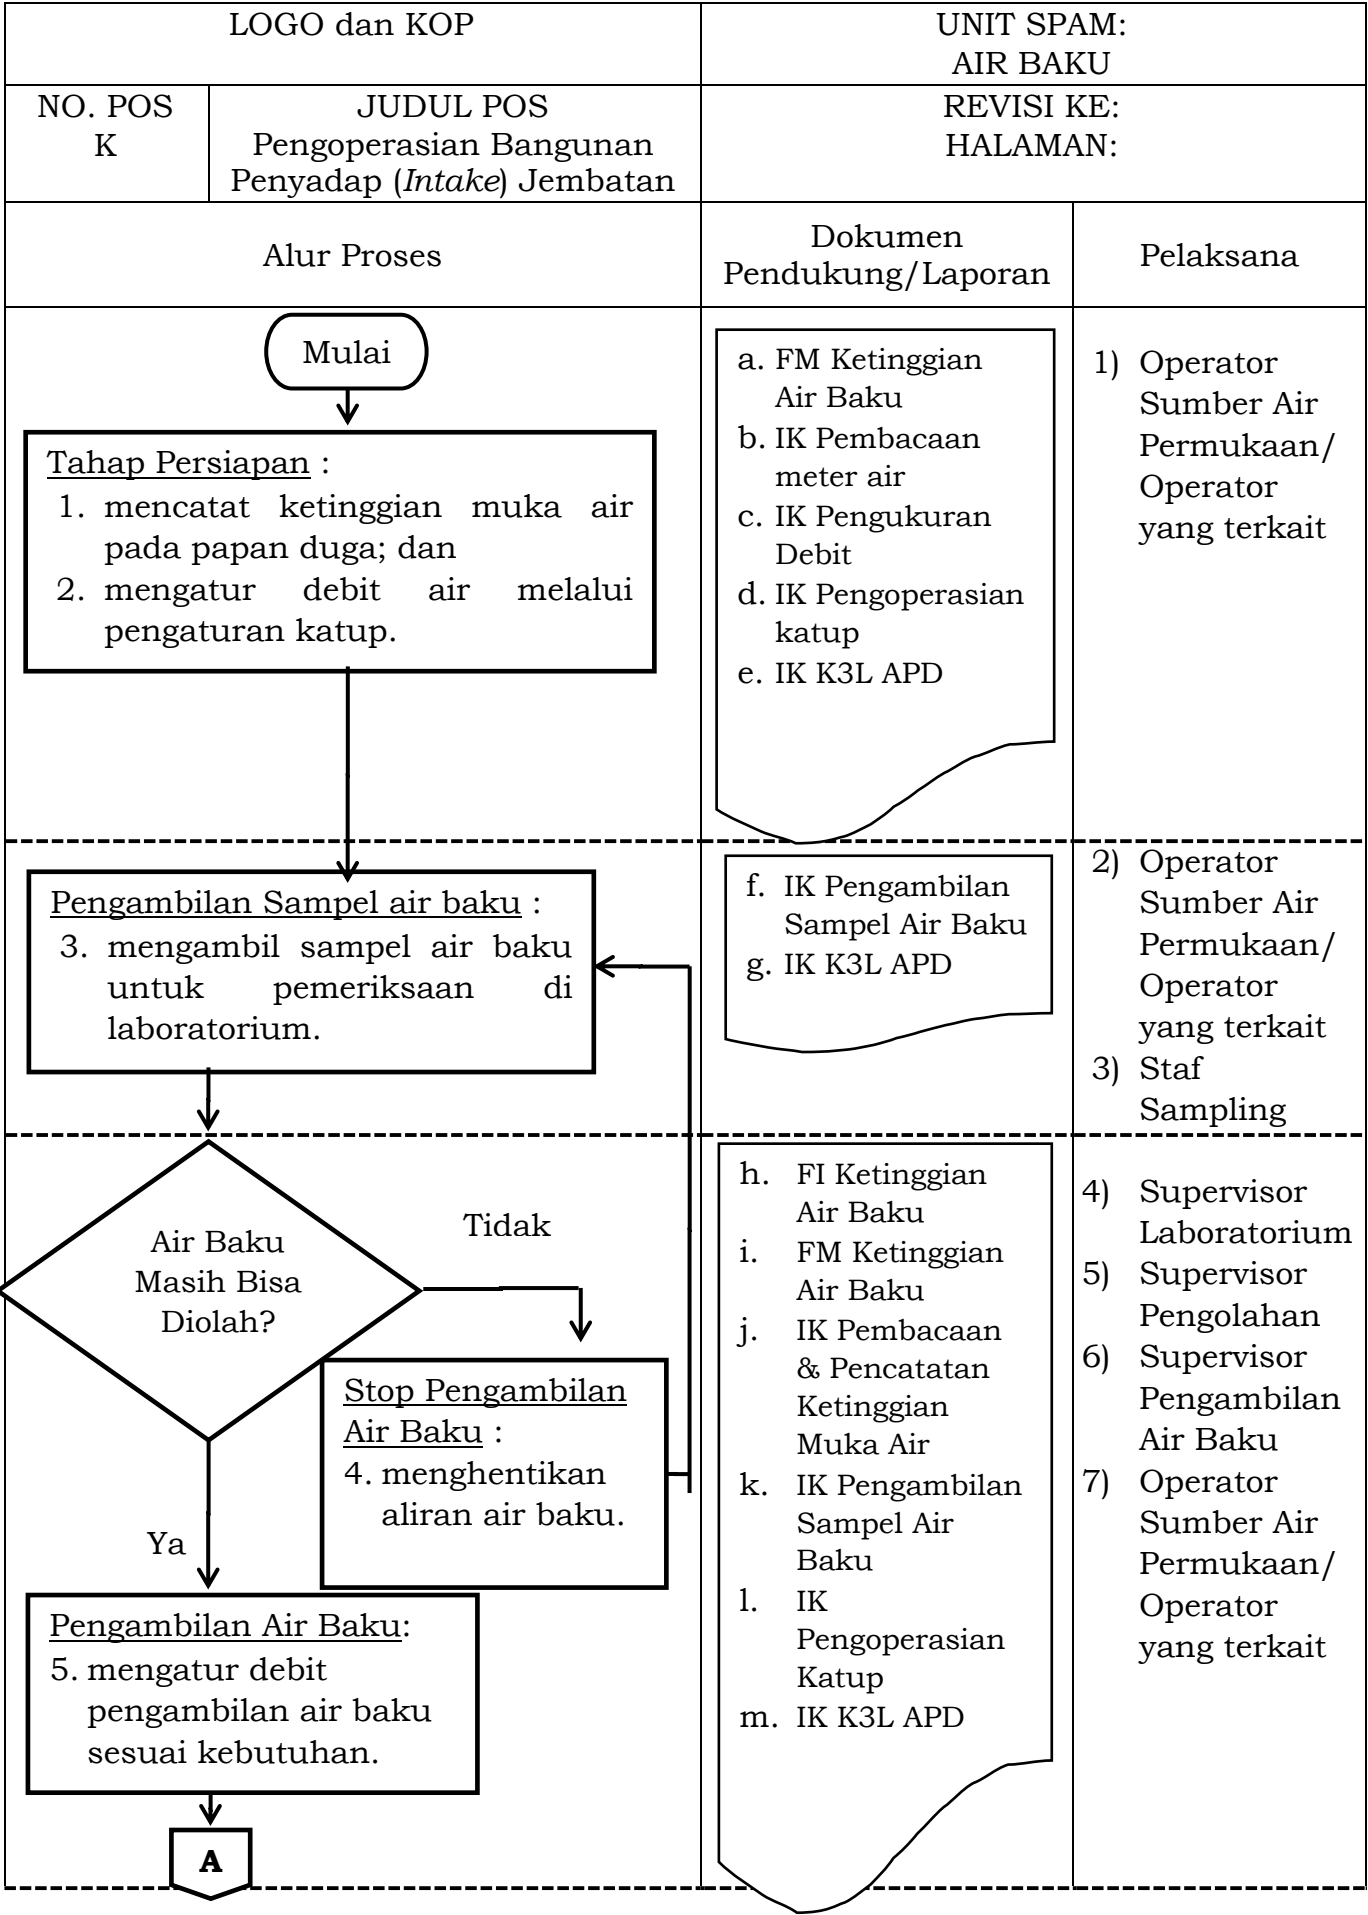 LOGO dan KOP
UNIT SPAM:
AIR BAKU
NO. POS
K
JUDUL POS
Pengoperasian Bangunan
Penyadap (Intake) Jembatan
REVISI KE:
HALAMAN:
Alur Proses
Dokumen
Pendukung/Laporan
Pelaksana
Mulai
Tahap Persiapan :
1. mencatat ketinggian muka air
pada papan duga; dan
2. mengatur debit air melalui
pengaturan katup.
a. FM Ketinggian
Air Baku
b. IK Pembacaan
meter air
c. IK Pengukuran
Debit
d. IK Pengoperasian
katup
e. IK K3L APD
1) Operator
Sumber Air
Permukaan/
Operator
yang terkait
Pengambilan Sampel air baku :
3. mengambil sampel air baku
untuk pemeriksaan di
laboratorium.
f. IK Pengambilan
Sampel Air Baku
g. IK K3L APD
2) Operator
Sumber Air
Permukaan/
Operator
yang terkait
3) Staf
Sampling
Air Baku
Masih Bisa
Diolah?
Tidak
Stop Pengambilan
Air Baku :
4. menghentikan
aliran air baku.
Ya
Pengambilan Air Baku:
5. mengatur debit
pengambilan air baku
sesuai kebutuhan.
A
h. FI Ketinggian
Air Baku
i. FM Ketinggian
Air Baku
j. IK Pembacaan
& Pencatatan
Ketinggian
Muka Air
k. IK Pengambilan
Sampel Air
Baku
l. IK
Pengoperasian
Katup
m. IK K3L APD
4) Supervisor
Laboratorium
5) Supervisor
Pengolahan
6) Supervisor
Pengambilan
Air Baku
7) Operator
Sumber Air
Permukaan/
Operator
yang terkait